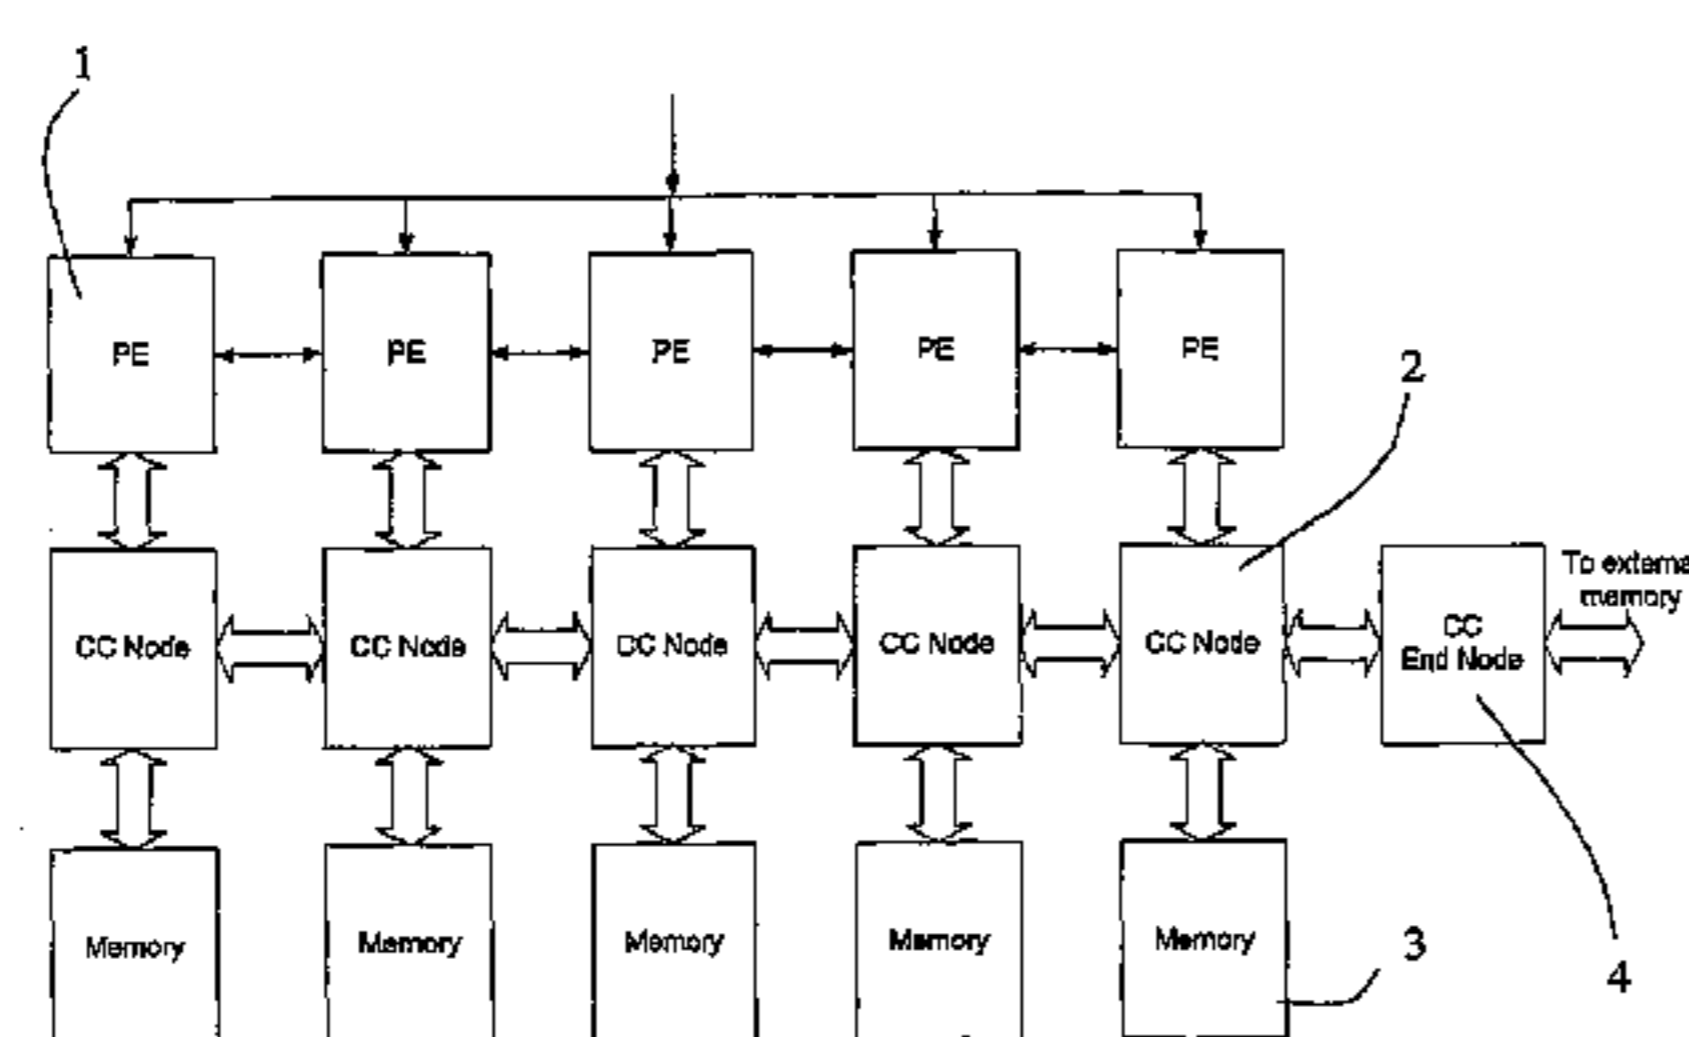 1
PE
PE
PE
PE
PE
2
CC Node
CC Node
CC Node
CC Node
CC Node
CC
End Node
To externa
memory
Memory
Memory
Memory
Memory
Memory
3
4